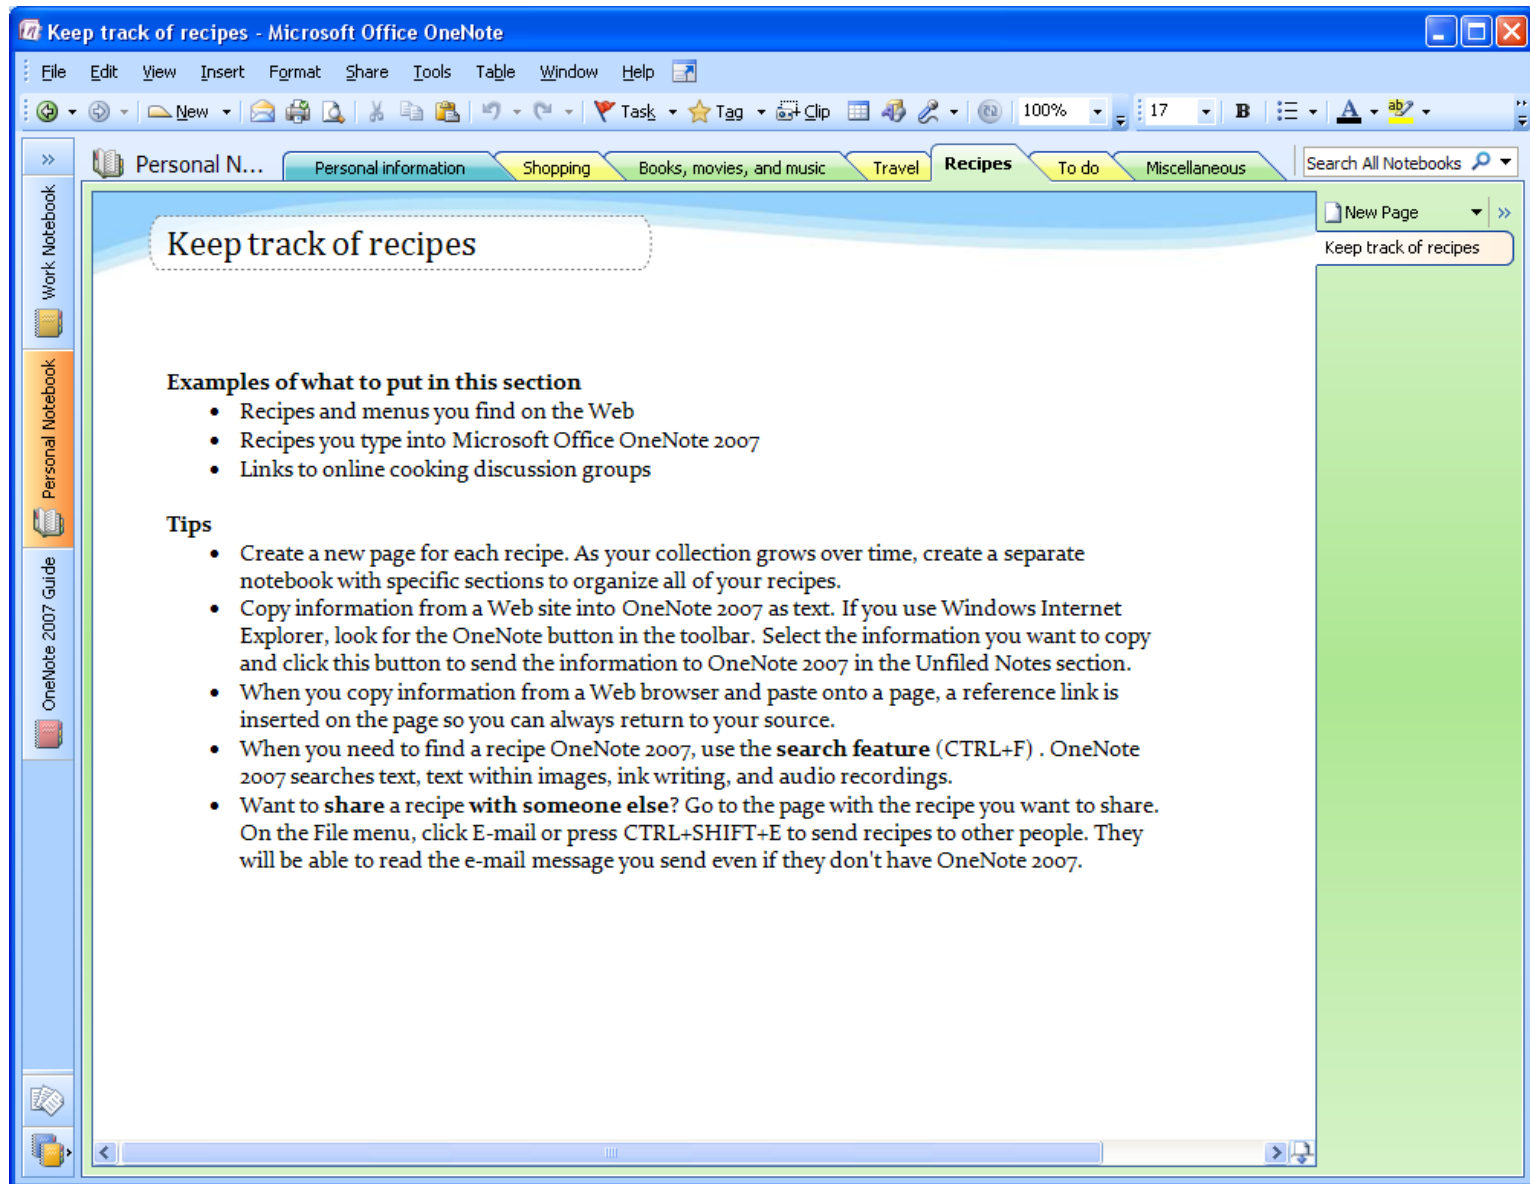 Keep track of recipes - Microsoft Office OneNote
File Edit View Insert Format Share Tools Table Window Help
New Task Tag Clip 100% 17 B A ab
Personal N... Personal information Shopping Books, movies, and music Travel Recipes To do Miscellaneous Search All Notebooks
Work Notebook
Personal Notebook
OneNote 2007 Guide
New Page
Keep track of recipes
Keep track of recipes
Examples of what to put in this section
• Recipes and menus you find on the Web
• Recipes you type into Microsoft Office OneNote 2007
• Links to online cooking discussion groups
Tips
• Create a new page for each recipe. As your collection grows over time, create a separate
notebook with specific sections to organize all of your recipes.
• Copy information from a Web site into OneNote 2007 as text. If you use Windows Internet
Explorer, look for the OneNote button in the toolbar. Select the information you want to copy
and click this button to send the information to OneNote 2007 in the Unfiled Notes section.
• When you copy information from a Web browser and paste onto a page, a reference link is
inserted on the page so you can always return to your source.
• When you need to find a recipe OneNote 2007, use the search feature (CTRL+F) . OneNote
2007 searches text, text within images, ink writing, and audio recordings.
• Want to share a recipe with someone else? Go to the page with the recipe you want to share.
On the File menu, click E-mail or press CTRL+SHIFT+E to send recipes to other people. They
will be able to read the e-mail message you send even if they don't have OneNote 2007.